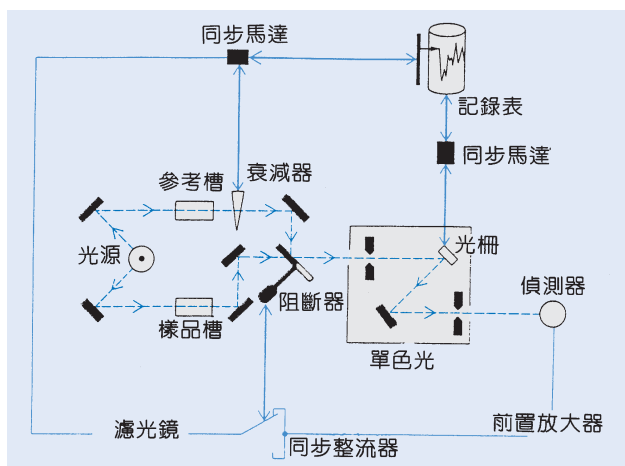 同步馬達
記錄表
同步馬達
參考槽
衰減器
光源
光柵
樣品槽
阻斷器
偵測器
單色光
濾光鏡
同步整流器
前置放大器